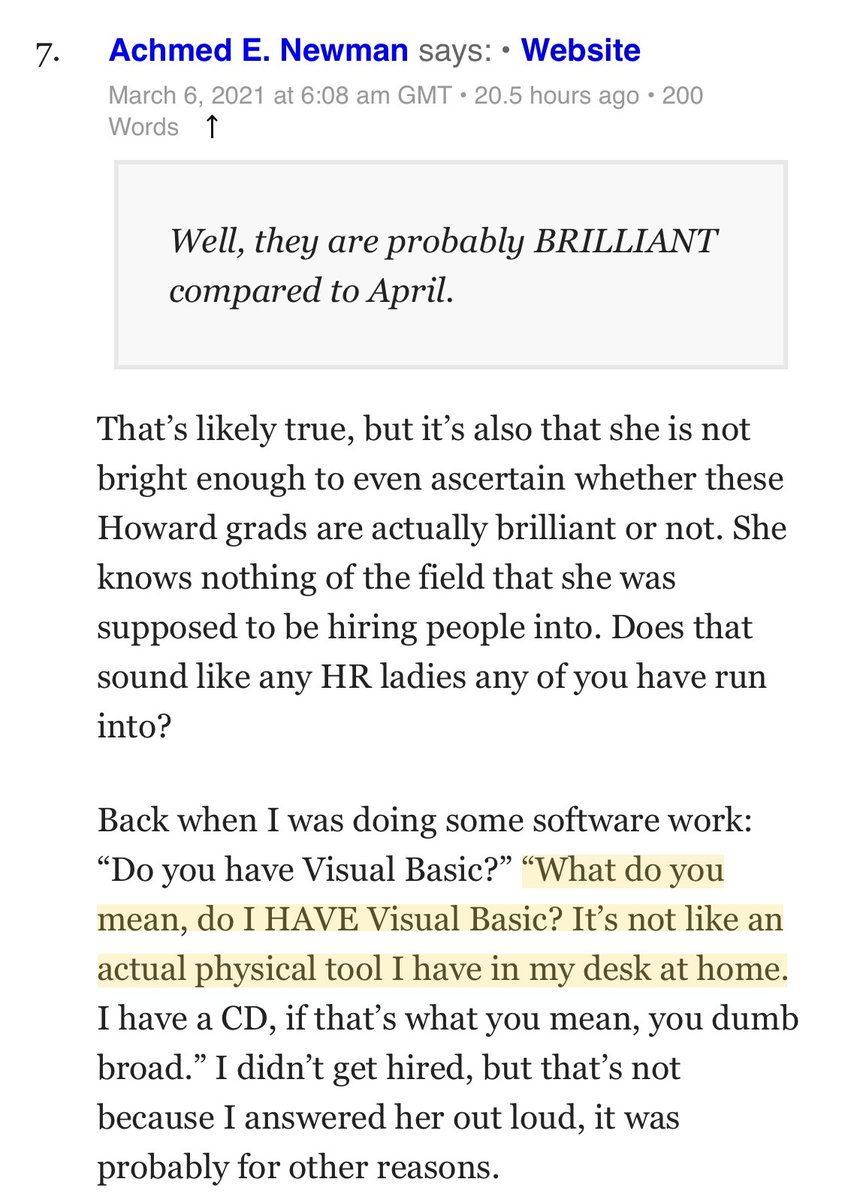 7. Achmed E. Newman says: • Website
March 6, 2021 at 6:08 am GMT • 20.5 hours ago • 200
Words ↑
Well, they are probably BRILLIANT
compared to April.
That’s likely true, but it’s also that she is not
bright enough to even ascertain whether these
Howard grads are actually brilliant or not. She
knows nothing of the field that she was
supposed to be hiring people into. Does that
sound like any HR ladies any of you have run
into?
Back when I was doing some software work:
“Do you have Visual Basic?” “What do you
mean, do I HAVE Visual Basic? It’s not like an
actual physical tool I have in my desk at home.
I have a CD, if that’s what you mean, you dumb
broad.” I didn’t get hired, but that’s not
because I answered her out loud, it was
probably for other reasons.